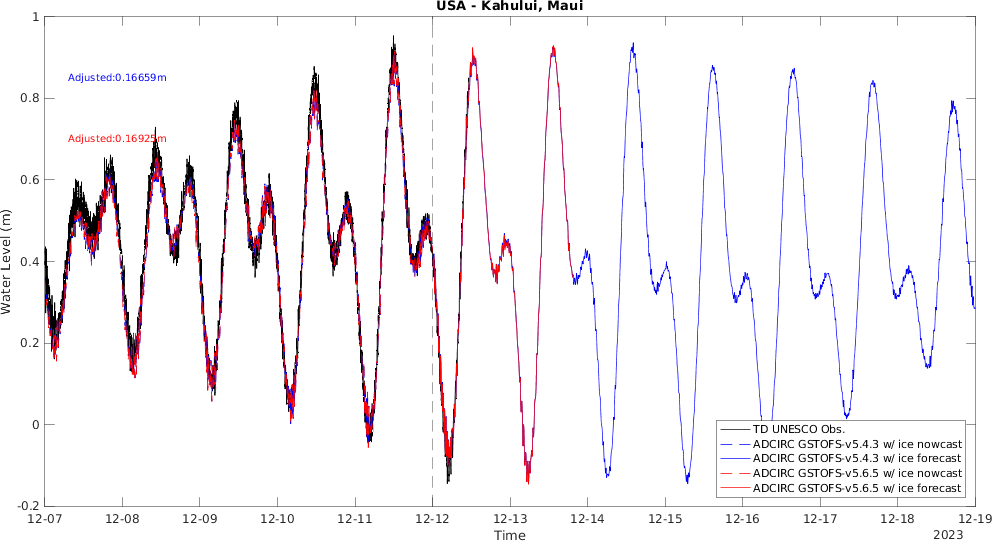 USA - Kahului, Maui
1
0.8
0.6
0.4
0.2
0
-0.2
Water Level (m)
Adjusted:0.16659m
Adjusted:0.16925m
TD UNESCO Obs.
ADCIRC GSTOFS-v5.4.3 w/ ice nowcast
ADCIRC GSTOFS-v5.4.3 w/ ice forecast
ADCIRC GSTOFS-v5.6.5 w/ ice nowcast
ADCIRC GSTOFS-v5.6.5 w/ ice forecast
12-07 12-08 12-09 12-10 12-11 12-12 12-13 12-14 12-15 12-16 12-17 12-18 12-19
Time
2023